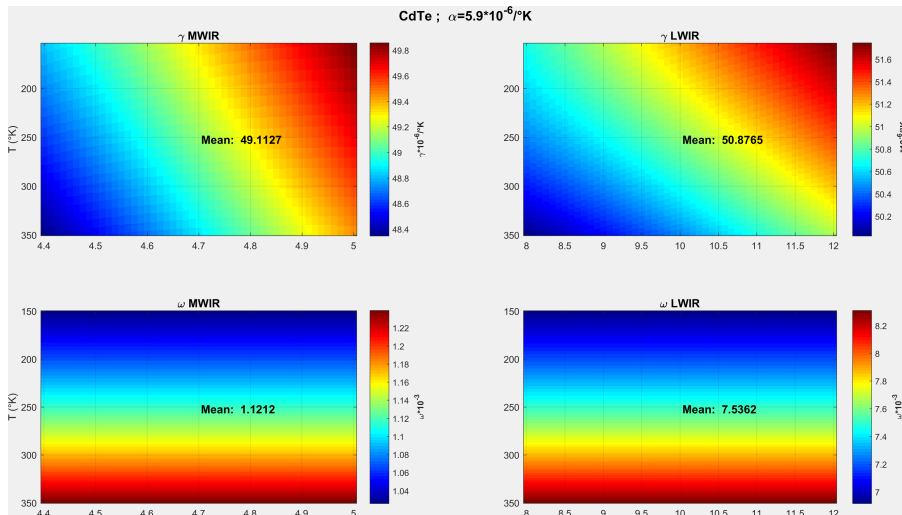 CdTe ; α=5.9*10^-6/°K
γ MWIR
γ LWIR
T (°K)
200
250
300
350
4.4 4.5 4.6 4.7 4.8 4.9 5
Mean: 49.1127
49.8
49.6
49.4
49.2
49
48.8
48.6
48.4
γ*10^-6/°K
200
250
300
350
8 8.5 9 9.5 10 10.5 11 11.5 12
Mean: 50.8765
51.6
51.4
51.2
51
50.8
50.6
50.4
50.2
ω MWIR
ω LWIR
T (°K)
150
200
250
300
350
4.4 4.5 4.6 4.7 4.8 4.9 5
Mean: 1.1212
1.22
1.2
1.18
1.16
1.14
1.12
1.1
1.08
1.06
1.04
ω*10^-3
150
200
250
300
350
8 8.5 9 9.5 10 10.5 11 11.5 12
Mean: 7.5362
8.2
8
7.8
7.6
7.4
7.2
7
ω*10^-3